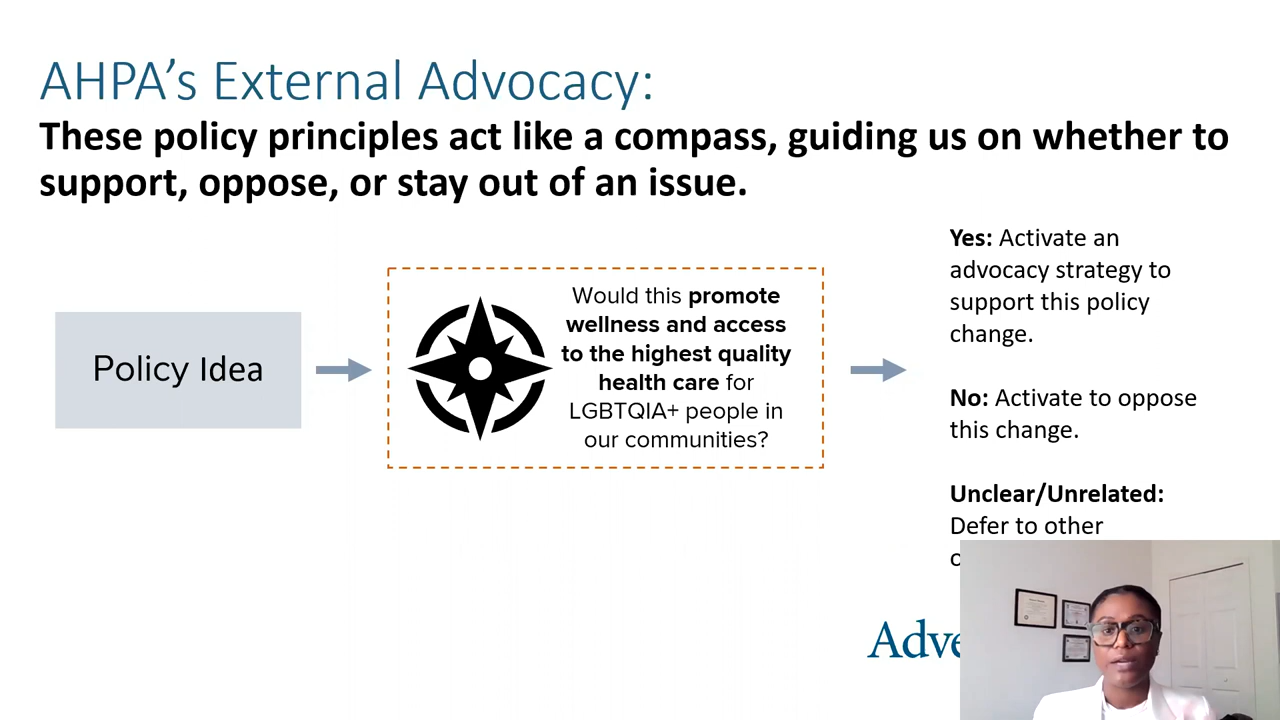 AHPA's External Advocacy:
These policy principles act like a compass, guiding us on whether to
support, oppose, or stay out of an issue.
Policy Idea
Would this promote
wellness and access
to the highest quality
health care for
LGBTQIA+ people in
our communities?
Yes: Activate an
advocacy strategy to
support this policy
change.
No: Activate to oppose
this change.
Unclear/Unrelated:
Defer to other